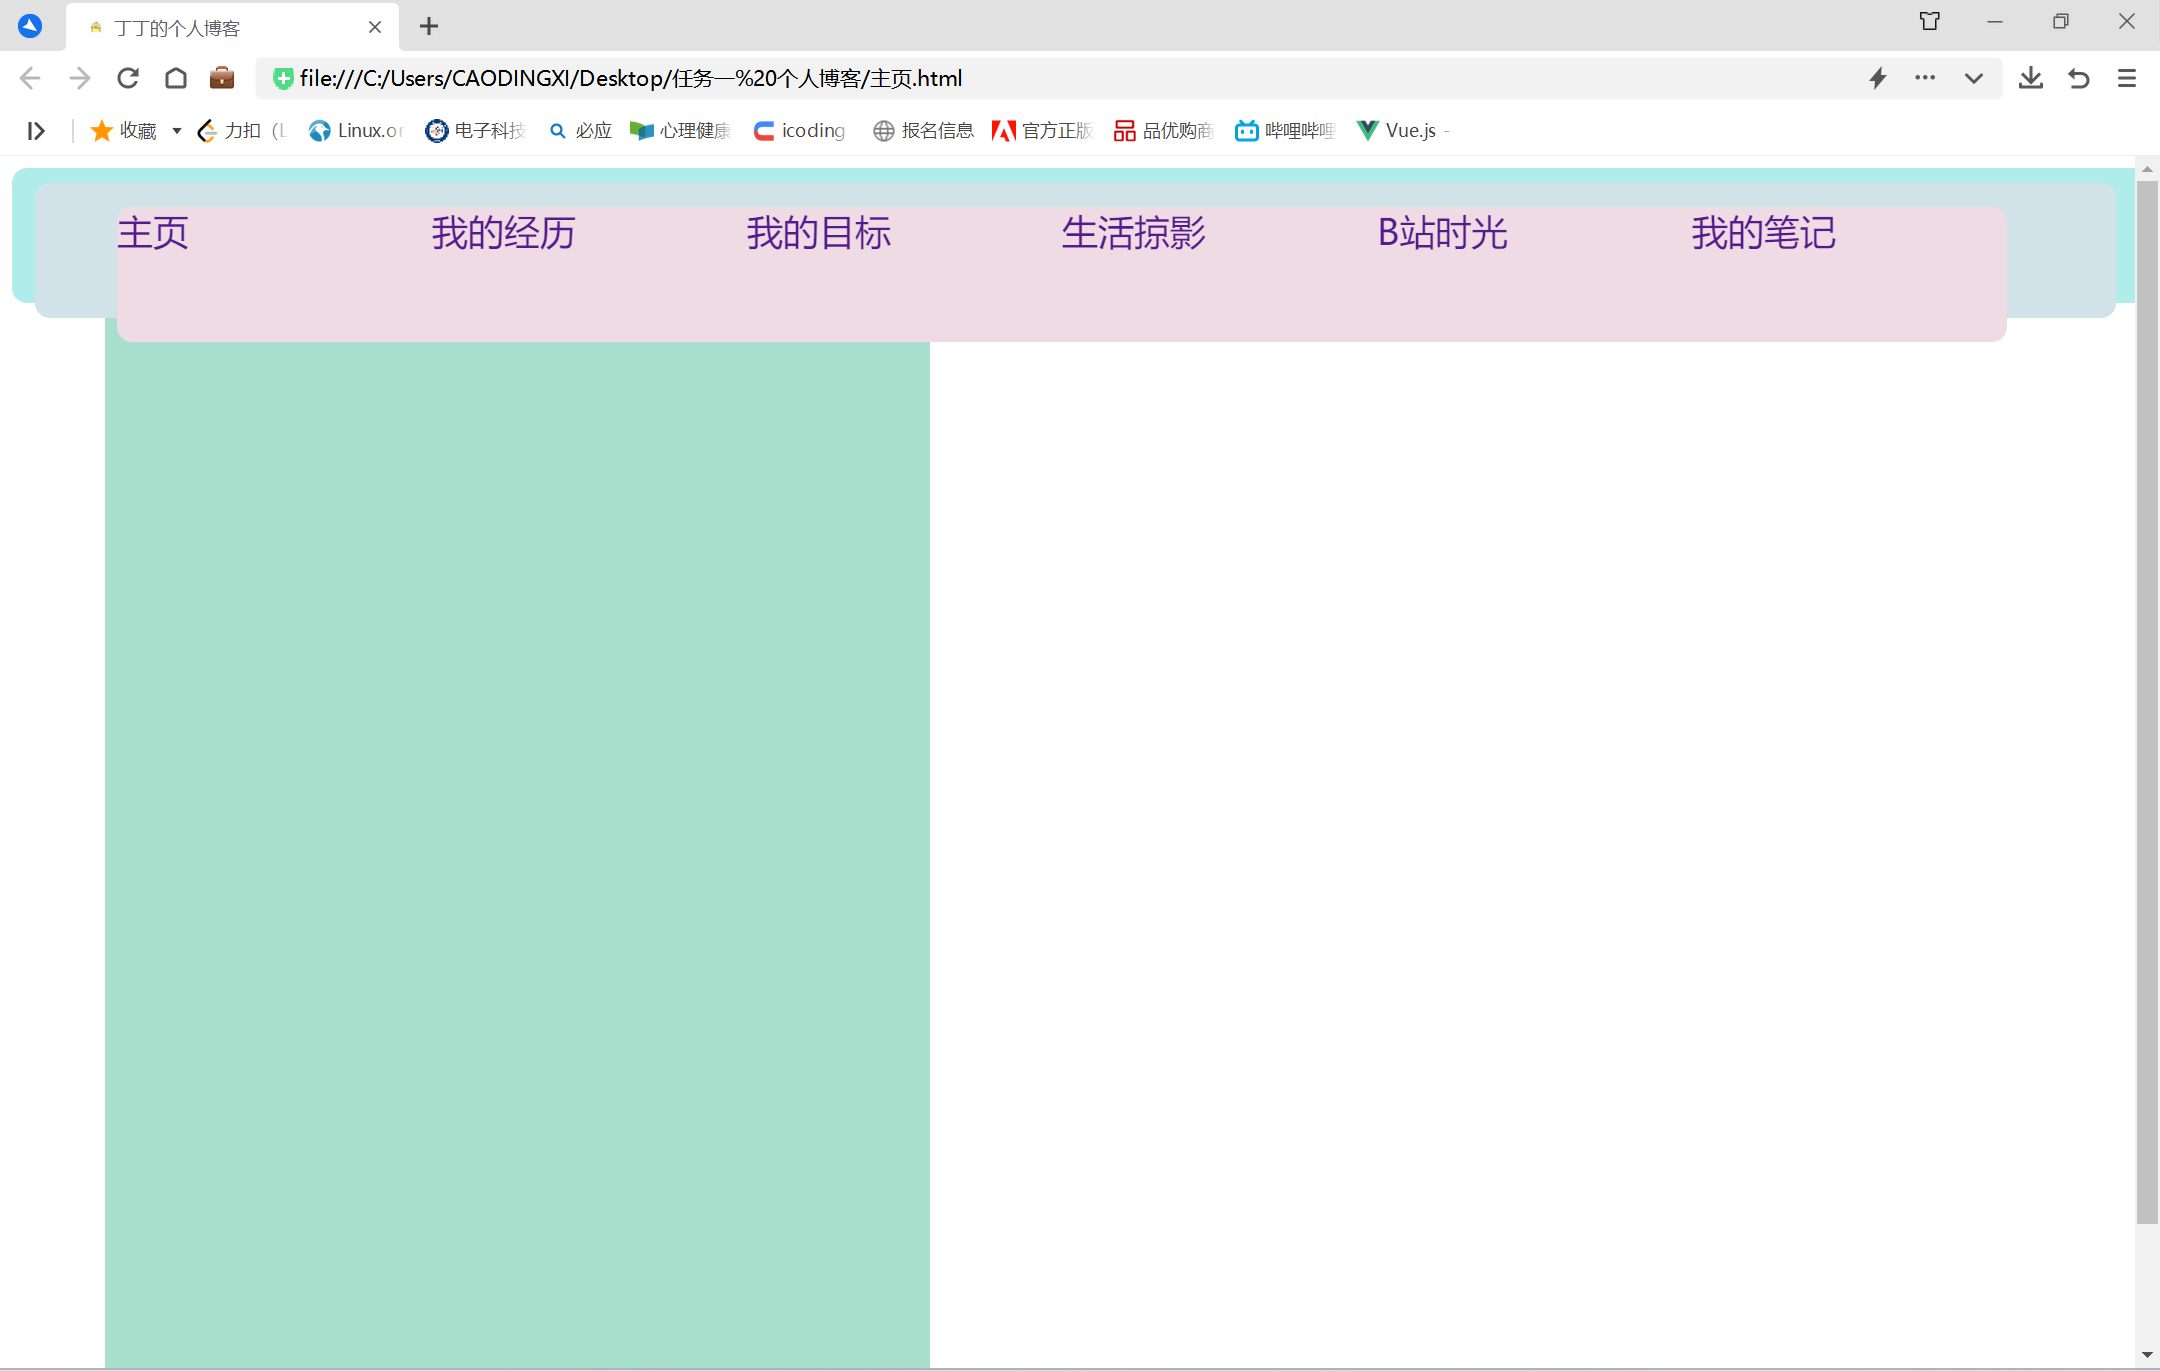 丁丁的个人博客
file:///C:/Users/CAODINGXI/Desktop/任务一%20个人博客/主页.html
收藏 力扣（L Linux.or 电子科技 必应 心理健康 icoding 报名信息 官方正版 品优购商 哔哩哔哩 Vue.js -
主页 我的经历 我的目标 生活掠影 B站时光 我的笔记